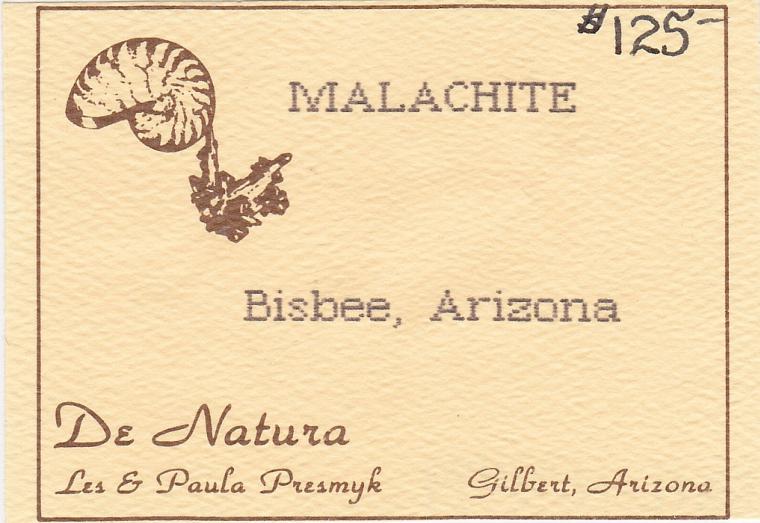 #125-
MALACHITE
Bisbee, Arizona
De Natura
Les & Paula Presmyk Gilbert, Arizona